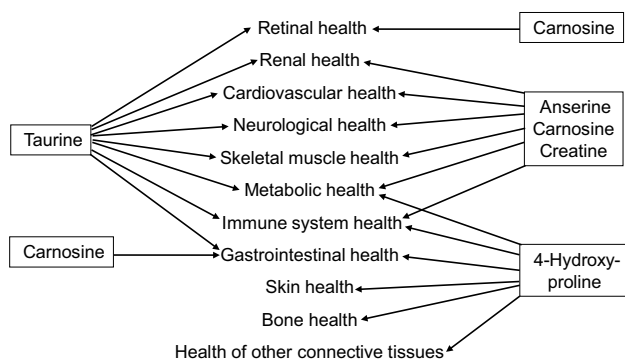 Retinal health
Carnosine
Renal health
Cardiovascular health
Anserine
Carnosine
Creatine
Neurological health
Taurine
Skeletal muscle health
Metabolic health
Immune system health
Carnosine
Gastrointestinal health
4-Hydroxy-
proline
Skin health
Bone health
Health of other connective tissues